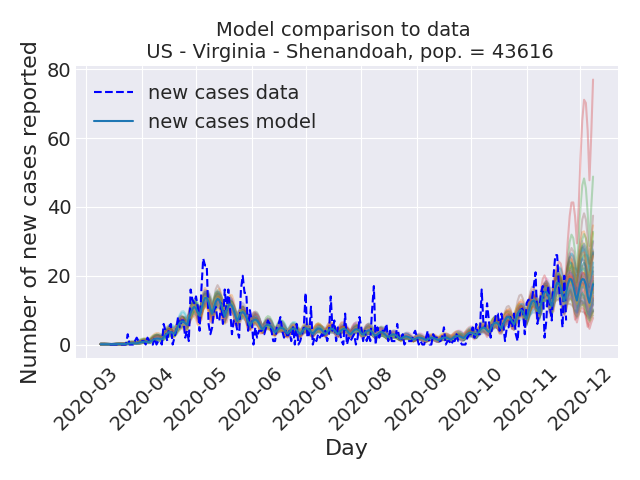 Model comparison to data
US - Virginia - Shenandoah, pop. = 43616
Number of new cases reported
80
60
40
20
0
new cases data
new cases model
2020-03
2020-04
2020-05
2020-06
2020-07
2020-08
2020-09
2020-10
2020-11
2020-12
Day